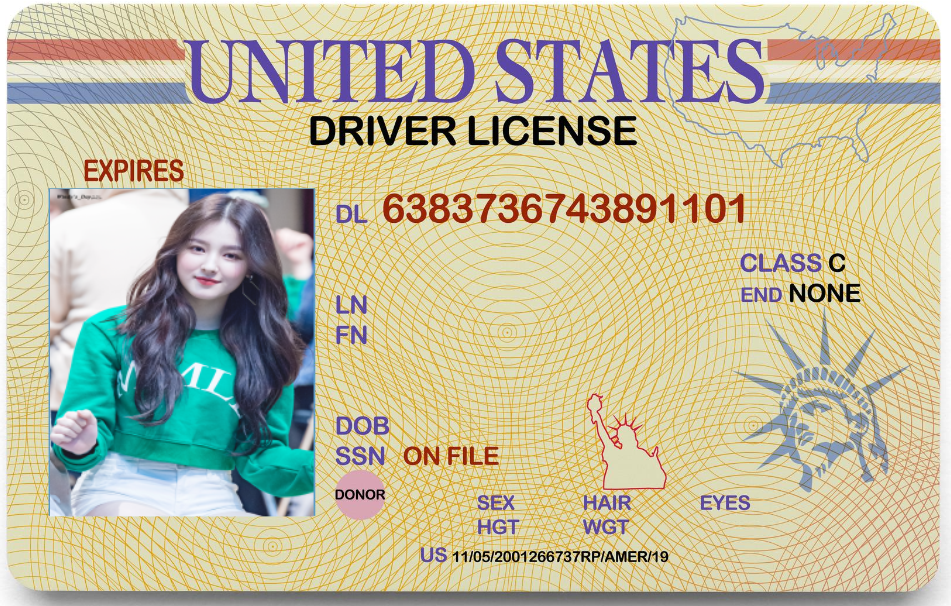 UNITED STATES
DRIVER LICENSE
EXPIRES
DL 6383736743891101
CLASS C
END NONE
LN
FN
DOB
SSN ON FILE
DONOR
SEX HAIR EYES
HGT WGT
US 11/05/2001266737RP/AMER/19